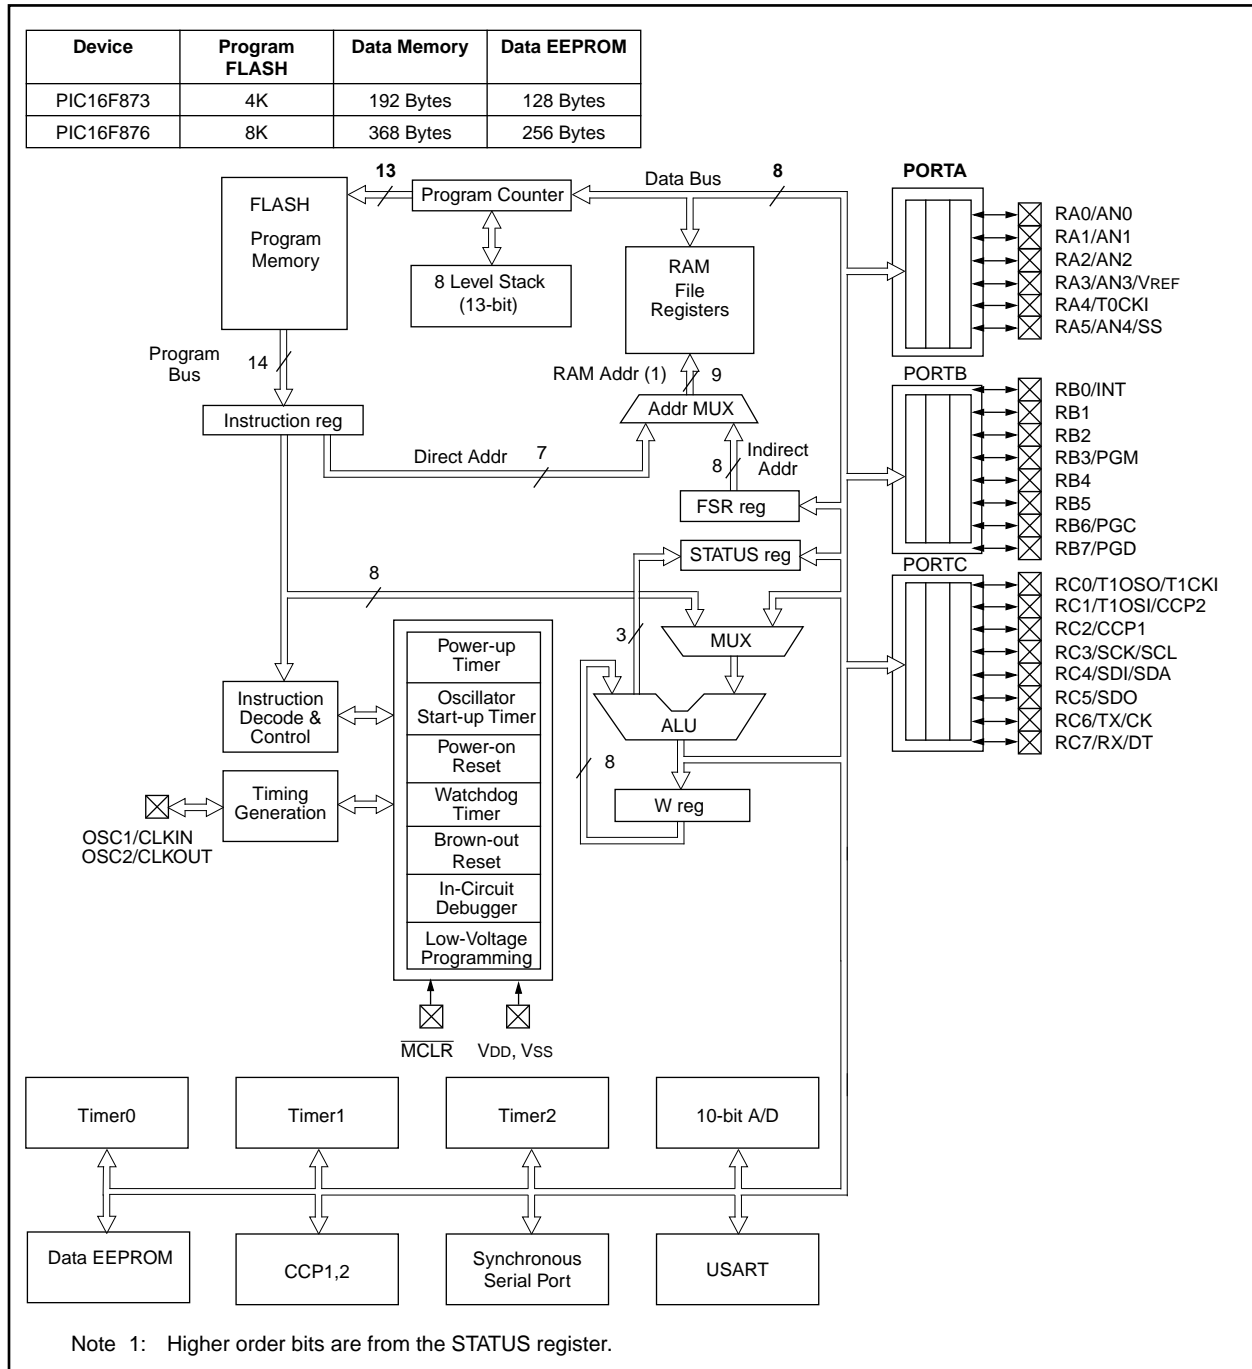 Device Program FLASH Data Memory Data EEPROM
PIC16F873 4K 192 Bytes 128 Bytes
PIC16F876 8K 368 Bytes 256 Bytes
FLASH
Program
Memory
13
Program Counter
Data Bus
8
8 Level Stack
(13-bit)
RAM
File
Registers
Program
Bus
14
RAM Addr (1)
9
Addr MUX
Instruction reg
Direct Addr
7
8
Indirect
Addr
FSR reg
STATUS reg
8
3
MUX
ALU
8
W reg
Power-up
Timer
Oscillator
Start-up Timer
Power-on
Reset
Watchdog
Timer
Brown-out
Reset
In-Circuit
Debugger
Low-Voltage
Programming
Instruction
Decode &
Control
Timing
Generation
OSC1/CLKIN
OSC2/CLKOUT
MCLR
VDD, VSS
PORTA
RA0/AN0
RA1/AN1
RA2/AN2
RA3/AN3/VREF
RA4/T0CKI
RA5/AN4/SS
PORTB
RB0/INT
RB1
RB2
RB3/PGM
RB4
RB5
RB6/PGC
RB7/PGD
PORTC
RC0/T1OSO/T1CKI
RC1/T1OSI/CCP2
RC2/CCP1
RC3/SCK/SCL
RC4/SDI/SDA
RC5/SDO
RC6/TX/CK
RC7/RX/DT
Timer0
Timer1
Timer2
10-bit A/D
Data EEPROM
CCP1,2
Synchronous
Serial Port
USART
Note 1: Higher order bits are from the STATUS register.